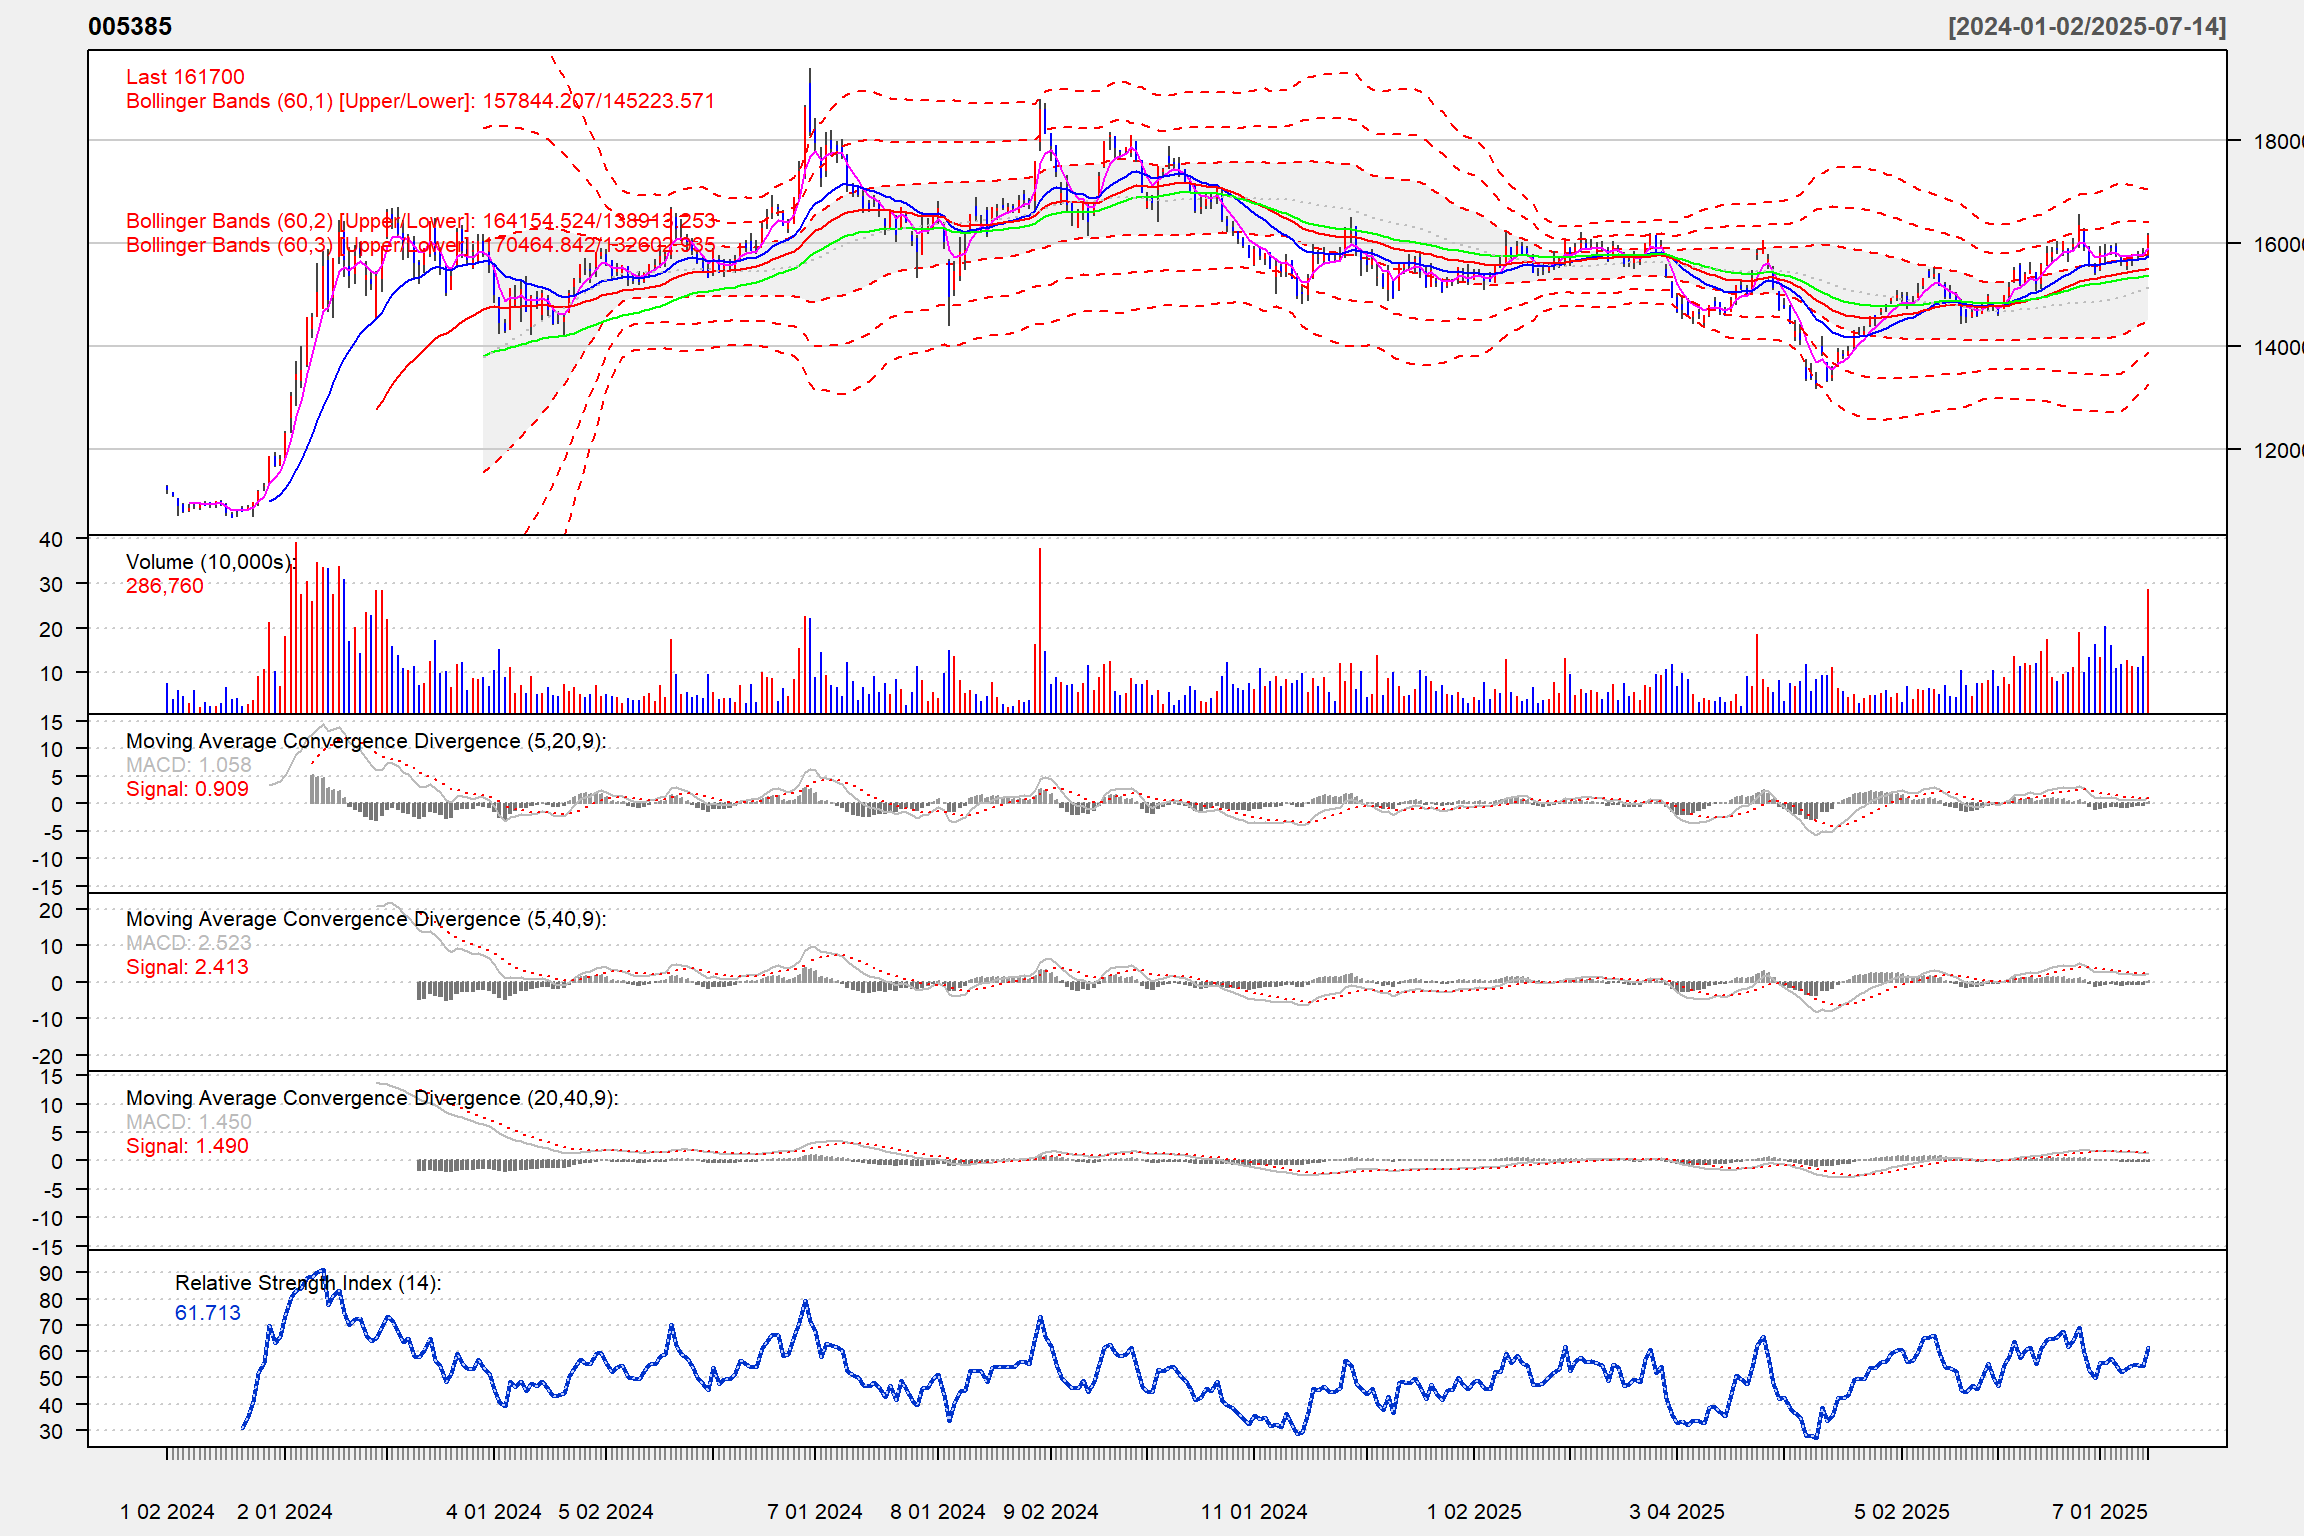 005385 [2024-01-02/2025-07-14]
Last 161700
Bollinger Bands (60,1) [Upper/Lower]: 157844.207/145223.571
18000
Bollinger Bands (60,2) [Upper/Lower]: 164154.524/138913.253
Bollinger Bands (60,3) [Upper/Lower]: 170464.842/132602.935
16000
14000
12000
40
Volume (10,000s):
286,760
30
20
10
15
Moving Average Convergence Divergence (5,20,9):
10
MACD: 1.058
5
Signal: 0.909
0
-5
-10
-15
20
Moving Average Convergence Divergence (5,40,9):
10
MACD: 2.523
Signal: 2.413
0
-10
-20
15
Moving Average Convergence Divergence (20,40,9):
10
MACD: 1.450
5
Signal: 1.490
0
-5
-10
-15
90
Relative Strength Index (14):
80
61.713
70
60
50
40
30
1 02 2024 2 01 2024 4 01 2024 5 02 2024 7 01 2024 8 01 2024 9 02 2024 11 01 2024 1 02 2025 3 04 2025 5 02 2025 7 01 2025